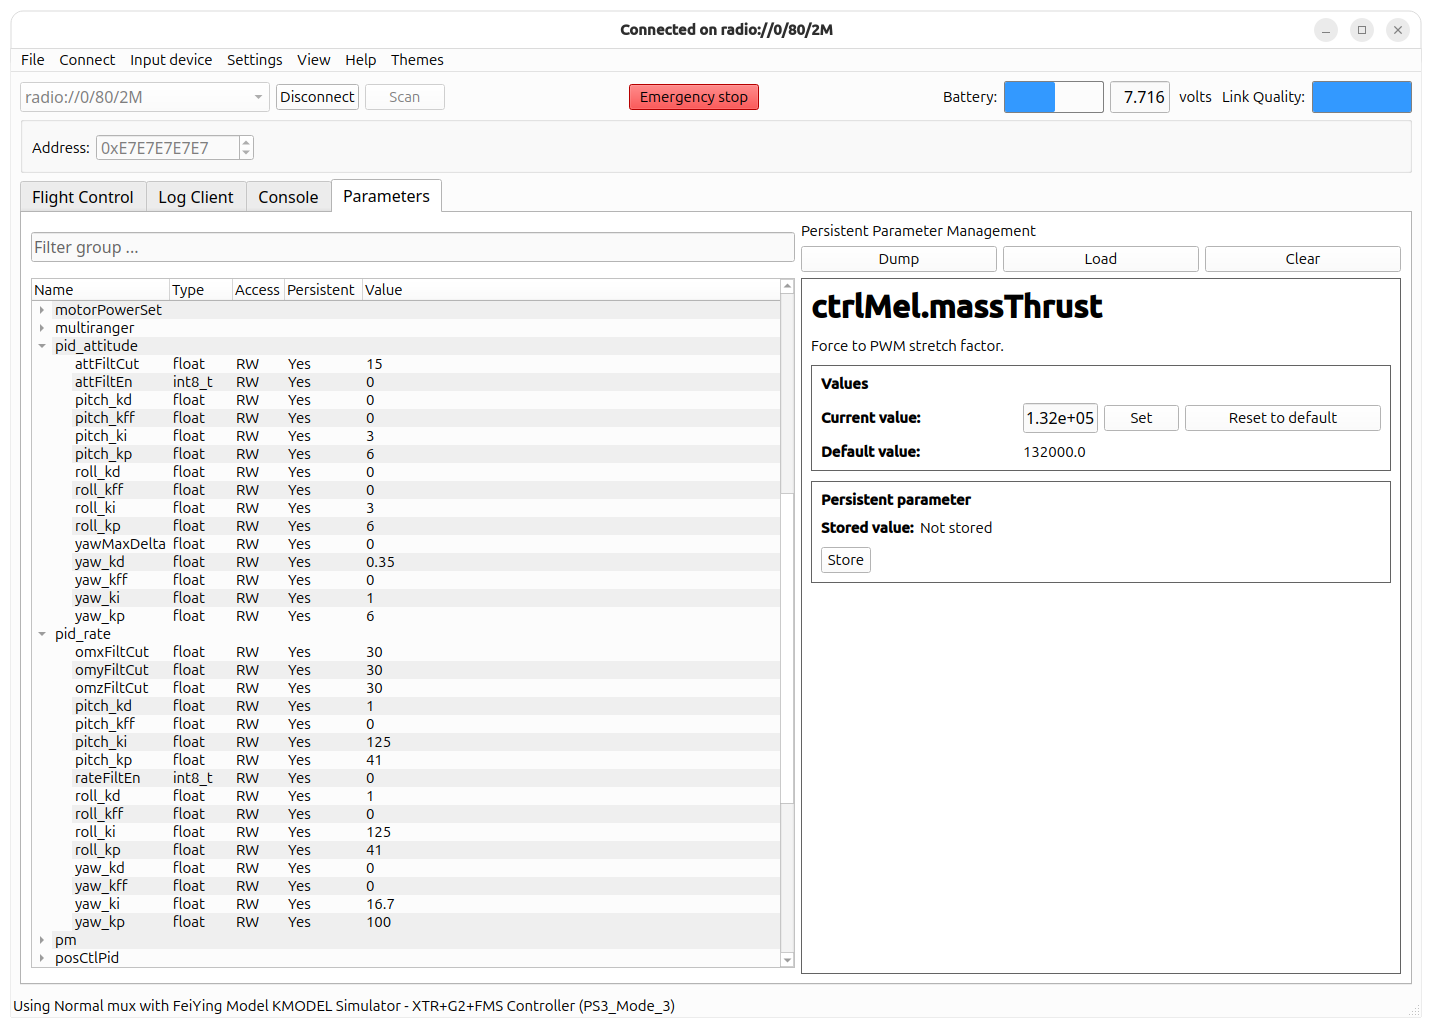 Connected on radio://0/80/2M
File Connect Input device Settings View Help Themes
radio://0/80/2M Disconnect Scan Emergency stop Battery: 7.716 volts Link Quality:
Address: 0xE7E7E7E7E7
Flight Control Log Client Console Parameters
Filter group ...
Name Type Access Persistent Value
motorPowerSet
multiranger
pid_attitude
attFiltCut float RW Yes 15
attFiltEn int8_t RW Yes 0
pitch_kd float RW Yes 0
pitch_kff float RW Yes 0
pitch_ki float RW Yes 3
pitch_kp float RW Yes 6
roll_kd float RW Yes 0
roll_kff float RW Yes 0
roll_ki float RW Yes 3
roll_kp float RW Yes 6
yawMaxDelta float RW Yes 0
yaw_kd float RW Yes 0.35
yaw_kff float RW Yes 0
yaw_ki float RW Yes 1
yaw_kp float RW Yes 6
pid_rate
omxFiltCut float RW Yes 30
omyFiltCut float RW Yes 30
omzFiltCut float RW Yes 30
pitch_kd float RW Yes 1
pitch_kff float RW Yes 0
pitch_ki float RW Yes 125
pitch_kp float RW Yes 41
rateFiltEn int8_t RW Yes 0
roll_kd float RW Yes 1
roll_kff float RW Yes 0
roll_ki float RW Yes 125
roll_kp float RW Yes 41
yaw_kd float RW Yes 0
yaw_kff float RW Yes 0
yaw_ki float RW Yes 16.7
yaw_kp float RW Yes 100
pm
posCtlPid
Persistent Parameter Management
Dump Load Clear
ctrlMel.massThrust
Force to PWM stretch factor.
Values
Current value: 1.32e+05 Set Reset to default
Default value: 132000.0
Persistent parameter
Stored value: Not stored
Store
Using Normal mux with FeiYing Model KMODEL Simulator - XTR+G2+FMS Controller (PS3_Mode_3)